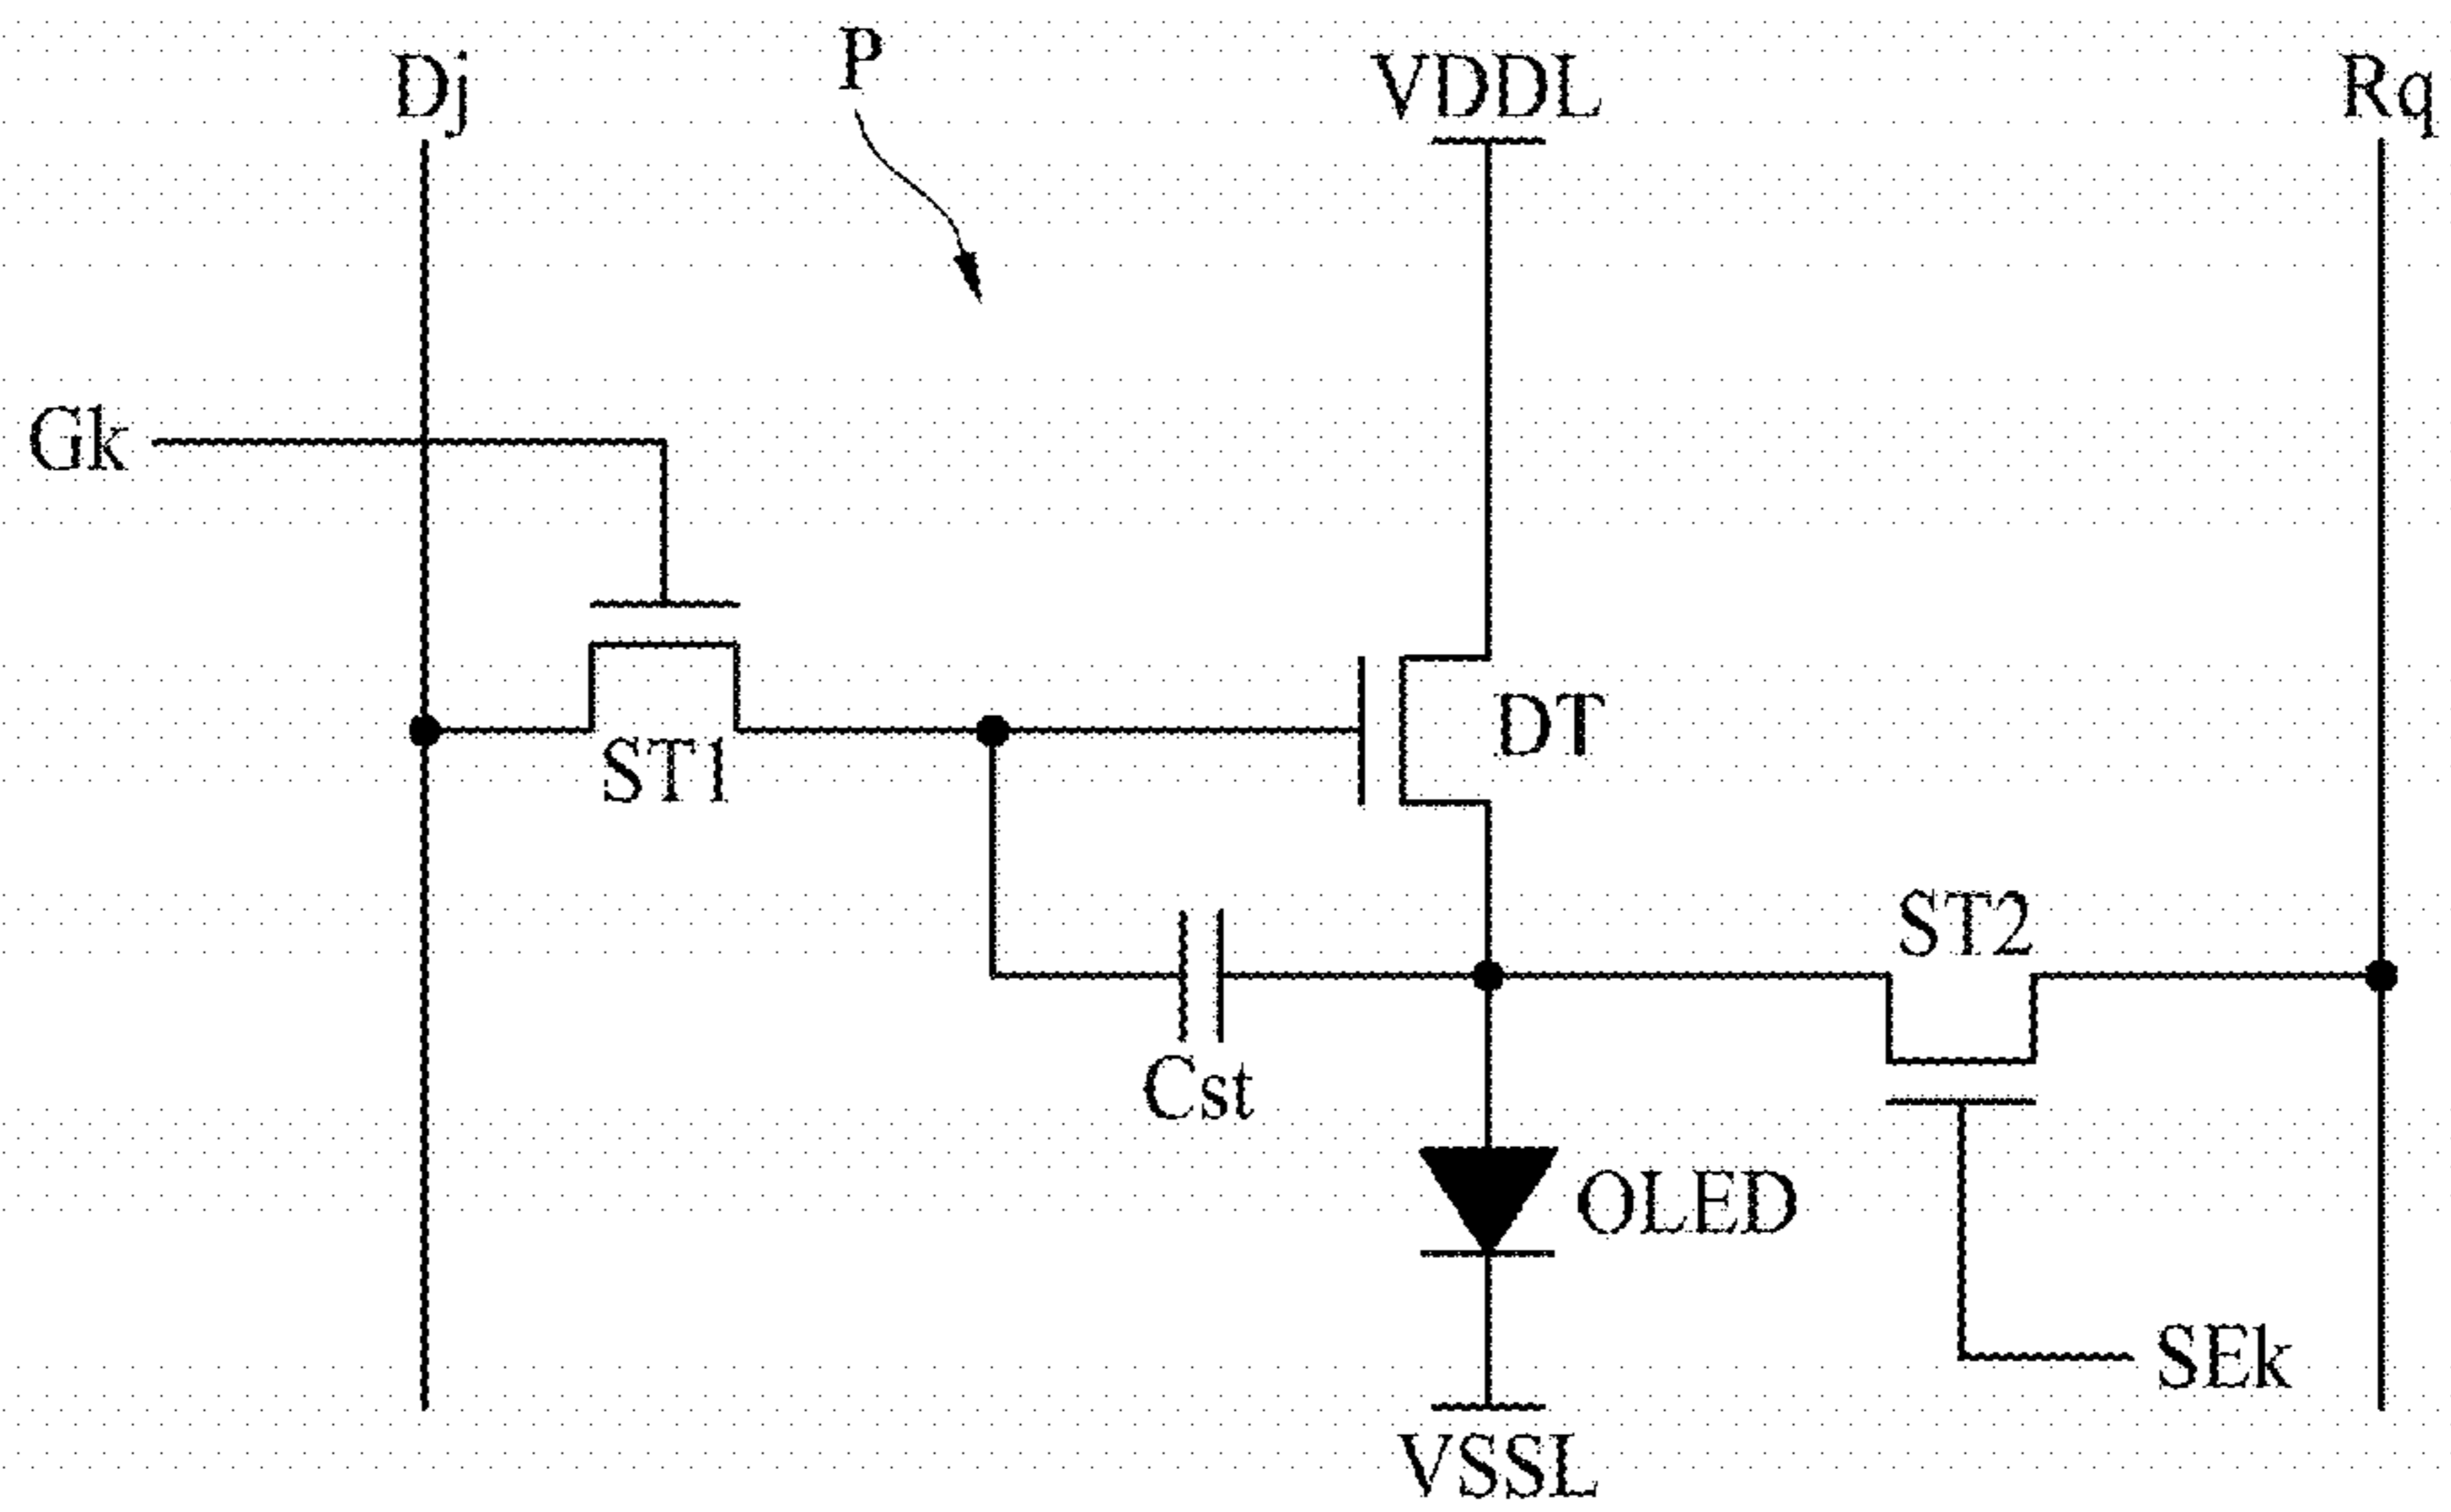 P
Dj
VDDL
Rq
Gk
DT
ST1
ST2
Cst
OLED
SEk
VSSL